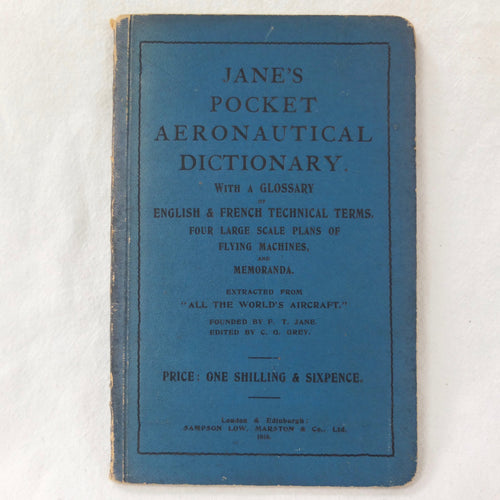 JANE'S
POCKET
AERONAUTICAL
DICTIONARY.
WITH A GLOSSARY
OF
ENGLISH & FRENCH TECHNICAL TERMS,
FOUR LARGE SCALE PLANS OF
FLYING MACHINES,
AND
MEMORANDA.
EXTRACTED FROM
"ALL THE WORLD'S AIRCRAFT."
FOUNDED BY F. T. JANE.
EDITED BY C. G. GREY.
PRICE: ONE SHILLING & SIXPENCE.
London & Edinburgh:
SAMPSON LOW, MARSTON & Co., Ltd.
1918.